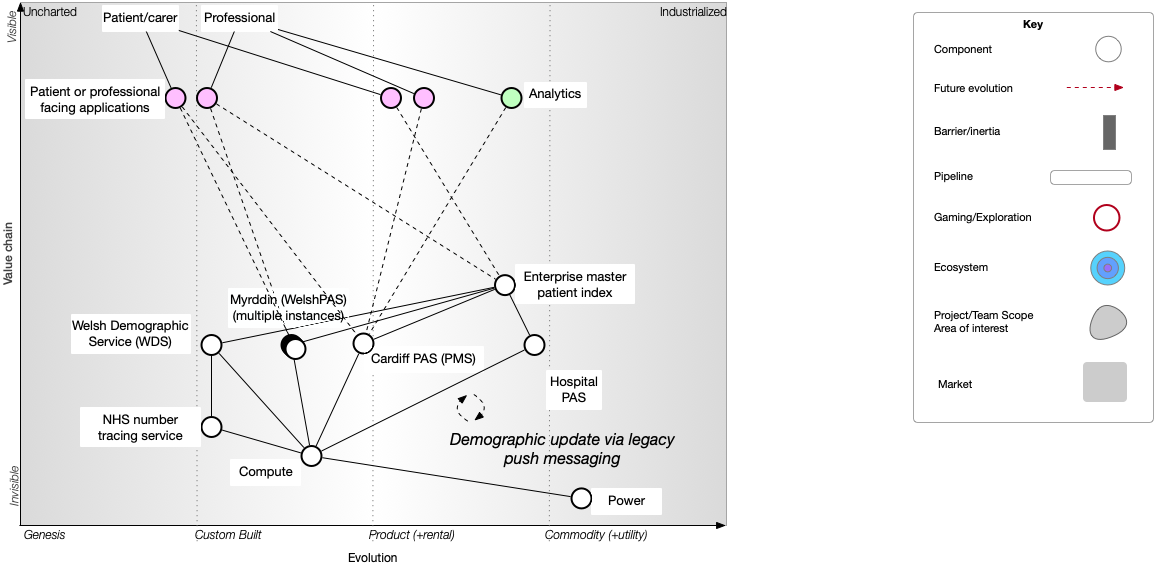 Uncharted
Industrialized
Visible
Patient/carer
Professional
Patient or professional
facing applications
Analytics
Value chain
Enterprise master
patient index
Myrddin (WelshPAS)
(multiple instances)
Welsh Demographic
Service (WDS)
Cardiff PAS (PMS)
Hospital
PAS
NHS number
tracing service
Demographic update via legacy
push messaging
Compute
Power
Invisible
Genesis
Custom Built
Product (+rental)
Commodity (+utility)
Evolution
Key
Component
Future evolution
Barrier/inertia
Pipeline
Gaming/Exploration
Ecosystem
Project/Team Scope
Area of interest
Market